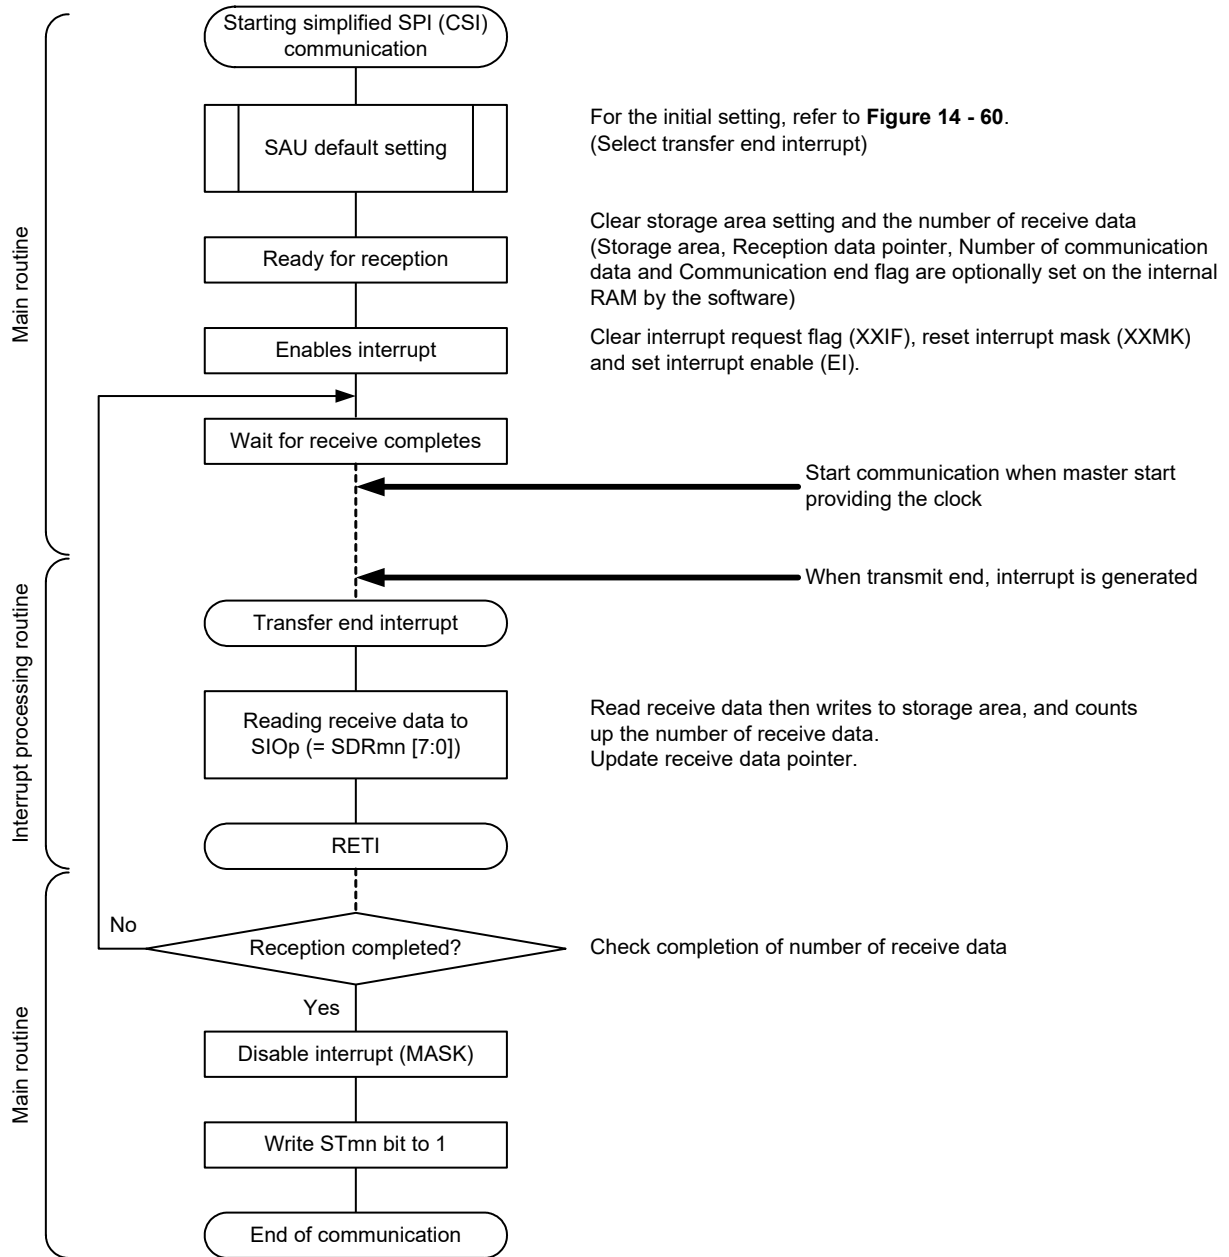 Starting simplified SPI (CSI)
communication
SAU default setting
For the initial setting, refer to Figure 14 - 60.
(Select transfer end interrupt)
Main routine
Ready for reception
Clear storage area setting and the number of receive data
(Storage area, Reception data pointer, Number of communication
data and Communication end flag are optionally set on the internal
RAM by the software)
Enables interrupt
Clear interrupt request flag (XXIF), reset interrupt mask (XXMK)
and set interrupt enable (EI).
Wait for receive completes
Start communication when master start
providing the clock
When transmit end, interrupt is generated
Interrupt processing routine
Transfer end interrupt
Reading receive data to
SIOp (= SDRmn [7:0])
Read receive data then writes to storage area, and counts
up the number of receive data.
Update receive data pointer.
RETI
No
Reception completed?
Check completion of number of receive data
Yes
Main routine
Disable interrupt (MASK)
Write STmn bit to 1
End of communication